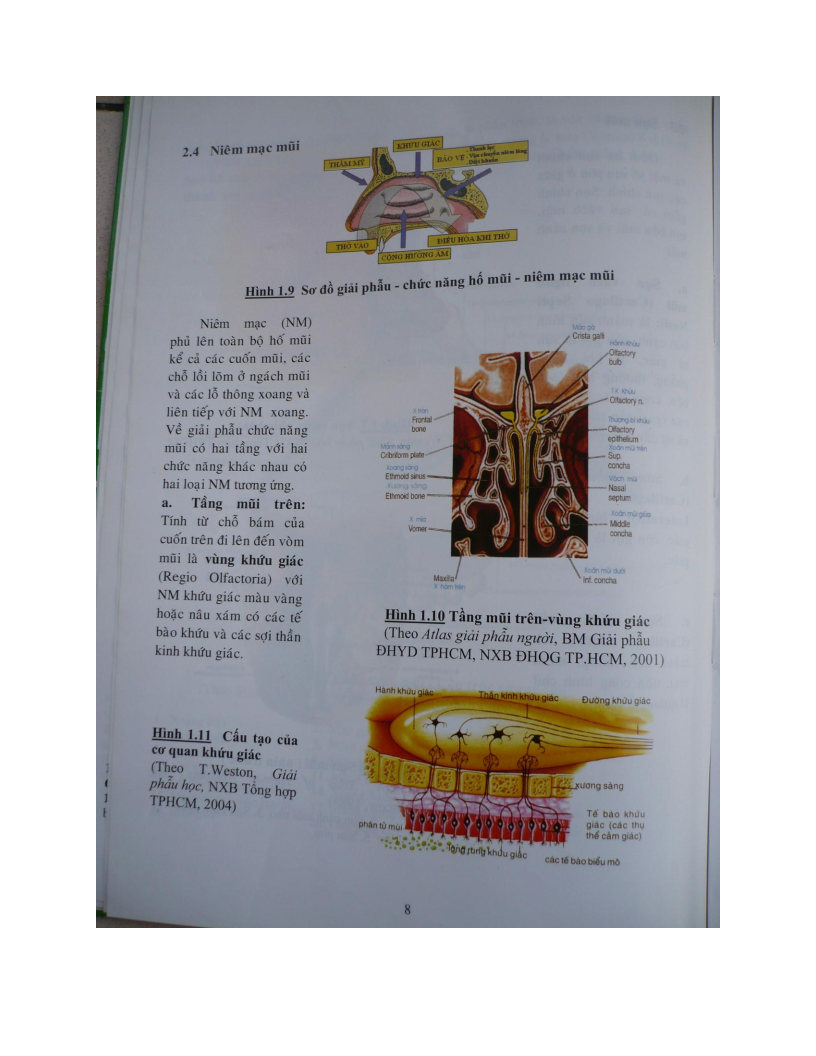 2.4 Niêm mạc mũi
KHỨU GIÁC
THẨM MỸ
BẢO VỆ
- Thanh lọc
- Vận chuyển niêm lông
- Diệt khuẩn
THỞ VÀO
ĐIỀU HÒA KHÍ THỞ
CỘNG HƯỞNG ÂM
Hình 1.9 Sơ đồ giải phẫu - chức năng hố mũi - niêm mạc mũi
Niêm mạc (NM)
phủ lên toàn bộ hố mũi
kể cả các cuốn mũi, các
chỗ lồi lõm ở ngách mũi
và các lỗ thông xoang và
liên tiếp với NM xoang.
Về giải phẫu chức năng
mũi có hai tầng với hai
chức năng khác nhau có
hai loại NM tương ứng.
a. Tầng mũi trên:
Tính từ chỗ bám của
cuốn trên đi lên đến vòm
mũi là vùng khứu giác
(Regio Olfactoria) với
NM khứu giác màu vàng
hoặc nâu xám có các tế
bào khứu và các sợi thần
kinh khứu giác.
Mào gà
Crista galli
Hành khứu
Olfactory
bulb
TK khứu
Olfactory n.
Thượng bì khứu
Olfactory
epithelium
Xoăn mũi trên
Sup.
concha
Vách mũi
Nasal
septum
Xoăn mũi giữa
Middle
concha
Xoăn mũi dưới
Inf. concha
X trán
Frontal
bone
Mảnh sàng
Cribriform plate
Xoang sàng
Ethmoid sinus
Xương sàng
Ethmoid bone
X mía
Vomer
Maxilla
X hàm trên
Hình 1.10 Tầng mũi trên-vùng khứu giác
(Theo Atlas giải phẫu người, BM Giải phẫu
ĐHYD TPHCM, NXB ĐHQG TP.HCM, 2001)
Hành khứu giác
Thần kinh khứu giác
Đường khứu giác
xương sàng
Tế bào khứu
giác (các thụ
thể cảm giác)
phân tử mùi
lông rung khứu giác
các tế bào biểu mô
Hình 1.11 Cấu tạo của
cơ quan khứu giác
(Theo T.Weston, Giải
phẫu học, NXB Tổng hợp
TPHCM, 2004)
8